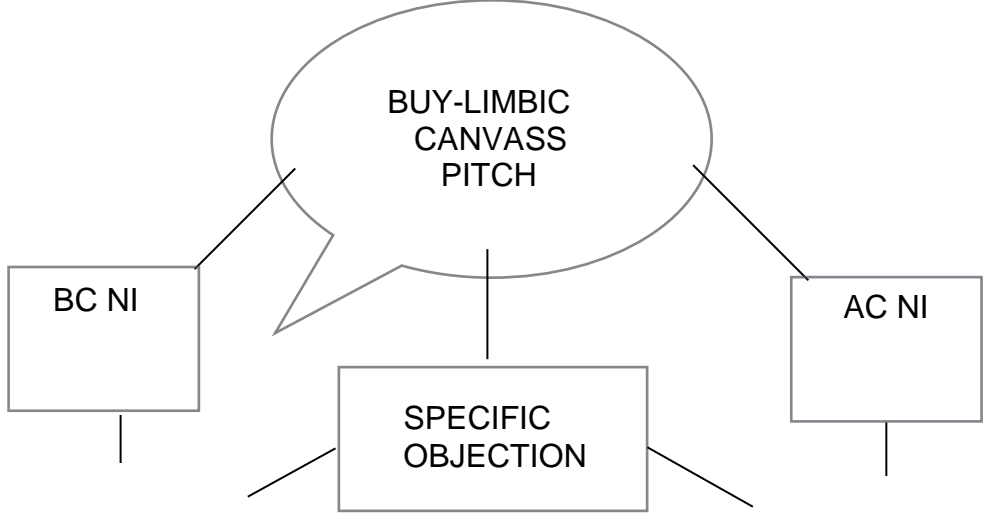 BUY-LIMBIC
CANVASS
PITCH
BC NI
AC NI
SPECIFIC
OBJECTION